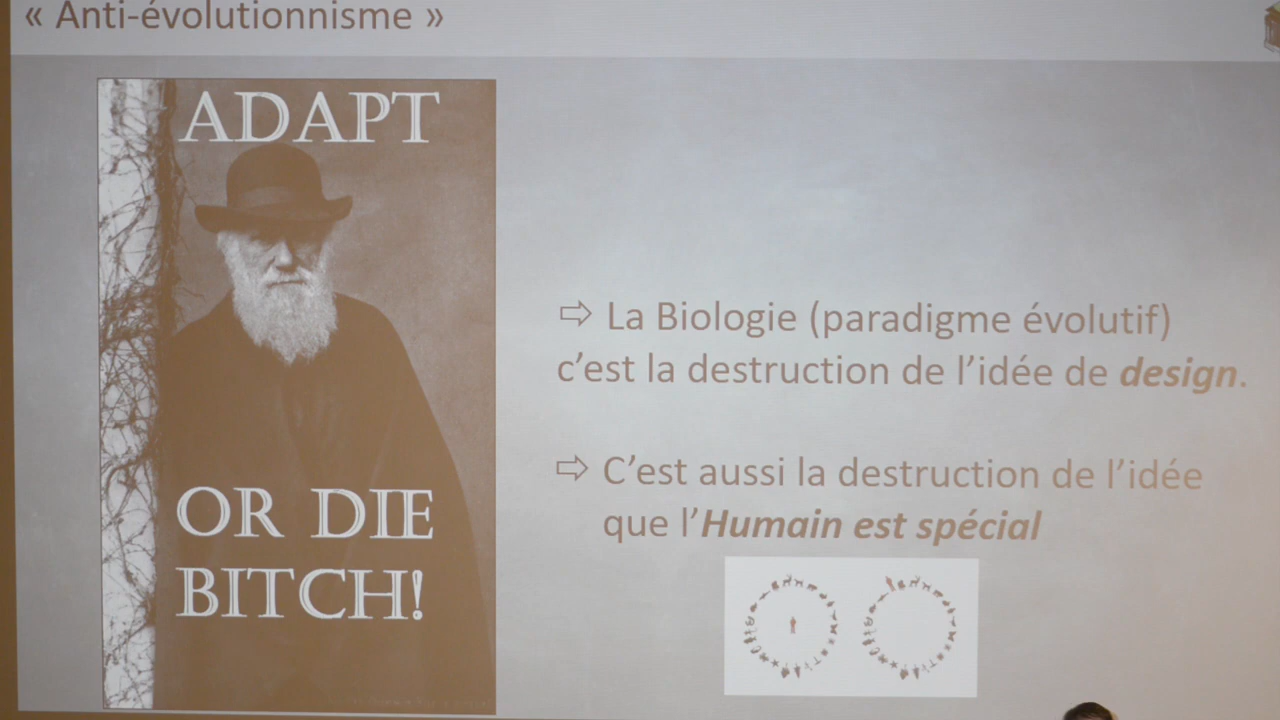 « Anti-évolutionnisme »
ADAPT
OR DIE
BITCH!
⇨ La Biologie (paradigme évolutif)
c’est la destruction de l’idée de design.
⇨ C’est aussi la destruction de l’idée
que l’Humain est spécial